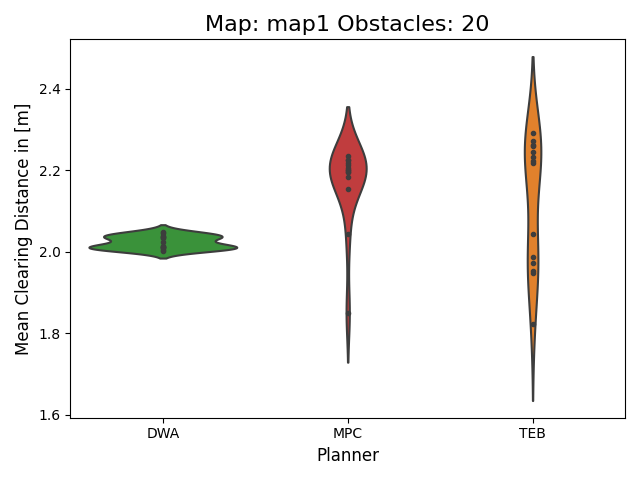 Map: map1 Obstacles: 20
Mean Clearing Distance in [m]
2.4
2.2
2.0
1.8
1.6
DWA
MPC
TEB
Planner